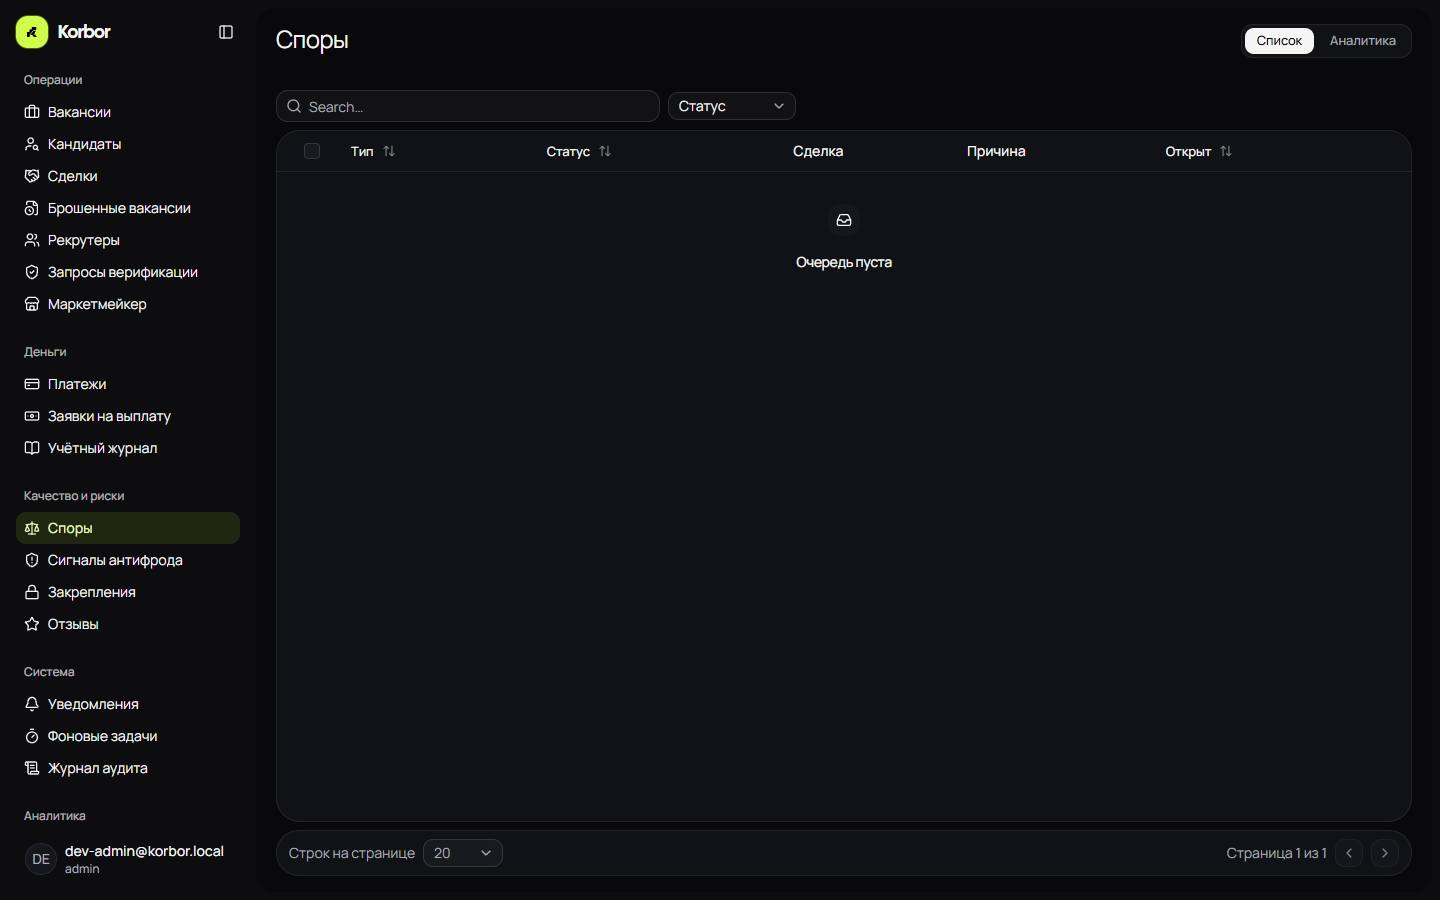 Korbor
Операции
Вакансии
Кандидаты
Сделки
Брошенные вакансии
Рекрутеры
Запросы верификации
Маркетмейкер
Деньги
Платежи
Заявки на выплату
Учётный журнал
Качество и риски
Споры
Сигналы антифрода
Закрепления
Отзывы
Система
Уведомления
Фоновые задачи
Журнал аудита
Аналитика
DE
dev-admin@korbor.local
admin
Споры
Список Аналитика
Search...
Статус
Тип Статус Сделка Причина Открыт
Очередь пуста
Строк на странице 20
Страница 1 из 1